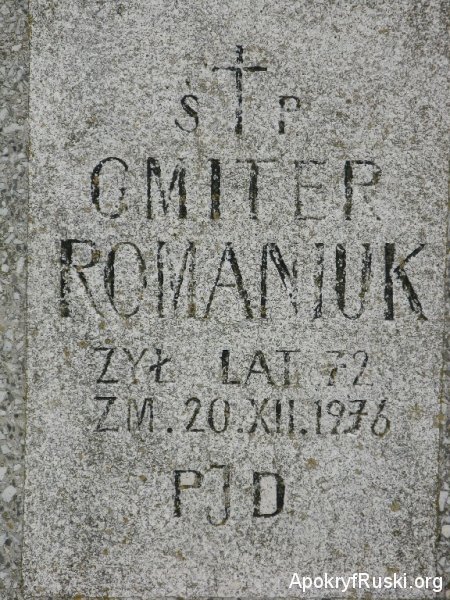 Ś P
GMITER
ROMANIUK
ŻYŁ LAT 72
ZM. 20.XII.1976
PJD
ApokryfRuski.org